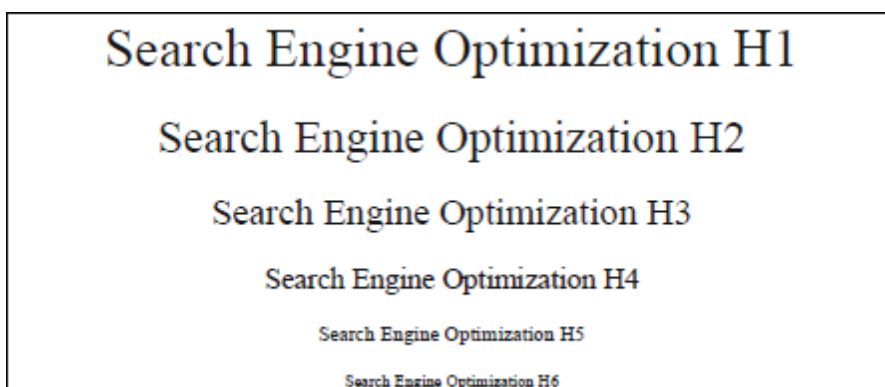 Search Engine Optimization H1
Search Engine Optimization H2
Search Engine Optimization H3
Search Engine Optimization H4
Search Engine Optimization H5
Search Engine Optimization H6